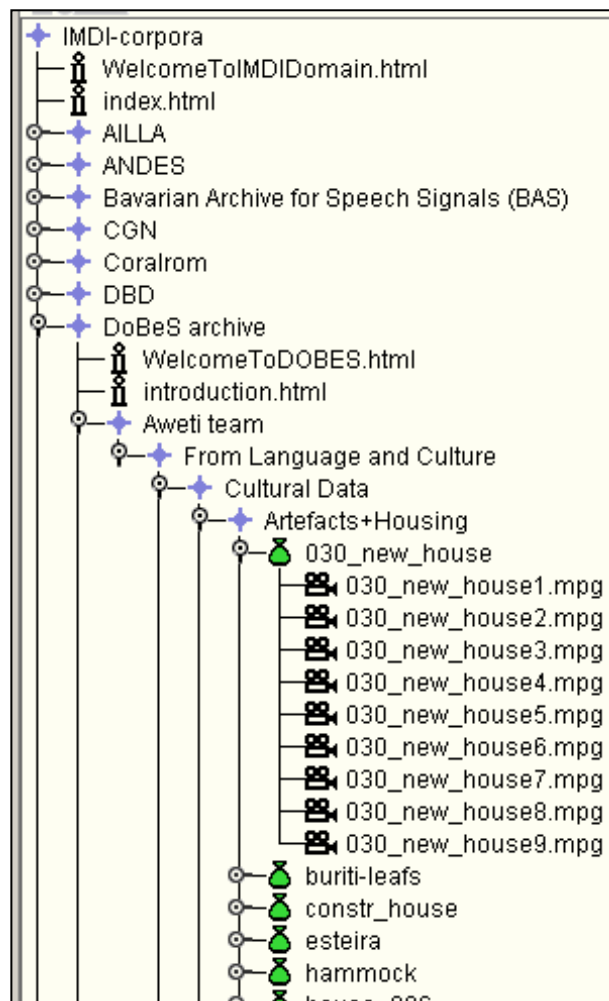 IMDI-corpora
WelcomeToIMDIDomain.html
index.html
AILLA
ANDES
Bavarian Archive for Speech Signals (BAS)
CGN
Coralrom
DBD
DoBeS archive
WelcomeToDOBES.html
introduction.html
Aweti team
From Language and Culture
Cultural Data
Artefacts+Housing
030_new_house
030_new_house1.mpg
030_new_house2.mpg
030_new_house3.mpg
030_new_house4.mpg
030_new_house5.mpg
030_new_house6.mpg
030_new_house7.mpg
030_new_house8.mpg
030_new_house9.mpg
buriti-leafs
constr_house
esteira
hammock